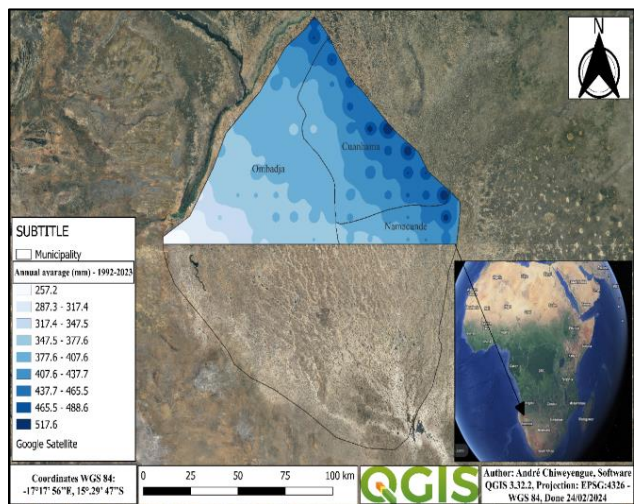 N
Cuanhama
Ombadja
Namacunde
SUBTITLE
Municipality
Annual avarage (mm) - 1992-2023
257.2
287.3 - 317.4
317.4 - 347.5
347.5 - 377.6
377.6 - 407.6
407.6 - 437.7
437.7 - 465.5
465.5 - 488.6
517.6
Google Satellite
Coordinates WGS 84:
-17º17'56"E, 15º.29' 47"S
0 25 50 75 100 km
QGIS
Author: André Chiweyengue, Software
QGIS 3.32.2, Projection: EPSG:4326 -
WGS 84, Done 24/02/2024